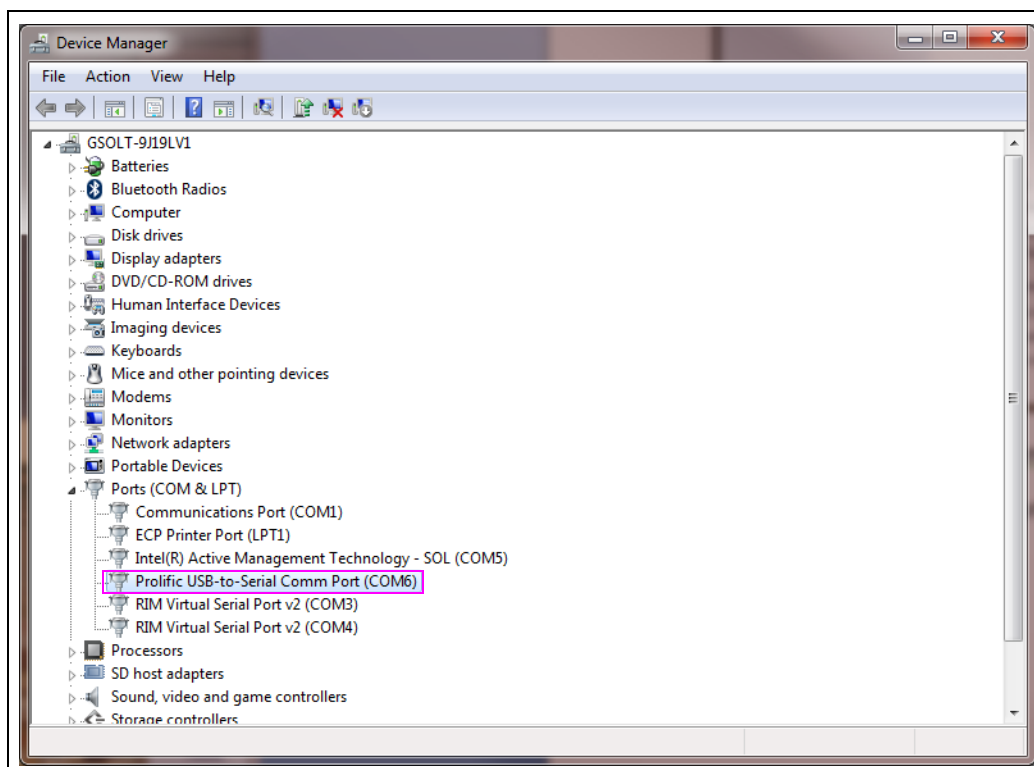 Device Manager
File Action View Help
GSOLT-9J19LV1
Batteries
Bluetooth Radios
Computer
Disk drives
Display adapters
DVD/CD-ROM drives
Human Interface Devices
Imaging devices
Keyboards
Mice and other pointing devices
Modems
Monitors
Network adapters
Portable Devices
Ports (COM & LPT)
Communications Port (COM1)
ECP Printer Port (LPT1)
Intel(R) Active Management Technology - SOL (COM5)
Prolific USB-to-Serial Comm Port (COM6)
RIM Virtual Serial Port v2 (COM3)
RIM Virtual Serial Port v2 (COM4)
Processors
SD host adapters
Sound, video and game controllers
Storage controllers